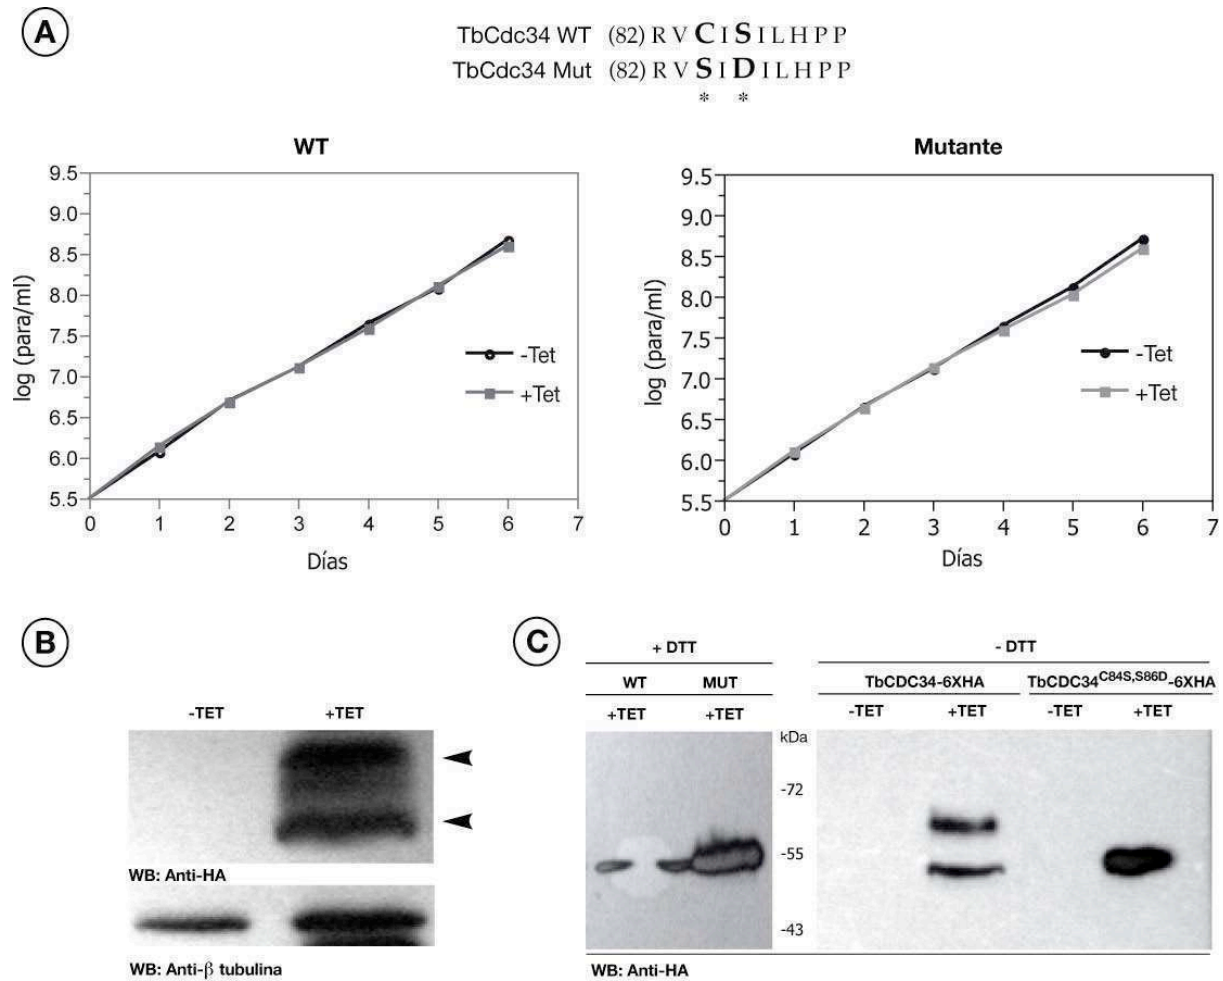 A
TbCdc34 WT (82) R V C I S I L H P P
TbCdc34 Mut (82) R V S I D I L H P P
* *
WT
9.5
9.0
8.5
8.0
7.5
7.0
6.5
6.0
5.5
0 1 2 3 4 5 6 7
log (para/ml)
Días
-Tet
+Tet
Mutante
9.5
9.0
8.5
8.0
7.5
7.0
6.5
6.0
5.5
0 1 2 3 4 5 6 7
log (para/ml)
Días
-Tet
+Tet
B
-TET +TET
WB: Anti-HA
WB: Anti-β tubulina
C
+ DTT - DTT
WT MUT TbCDC34-6XHA TbCDC34C84S,S86D-6XHA
+TET +TET -TET +TET -TET +TET
kDa
-72
-55
-43
WB: Anti-HA